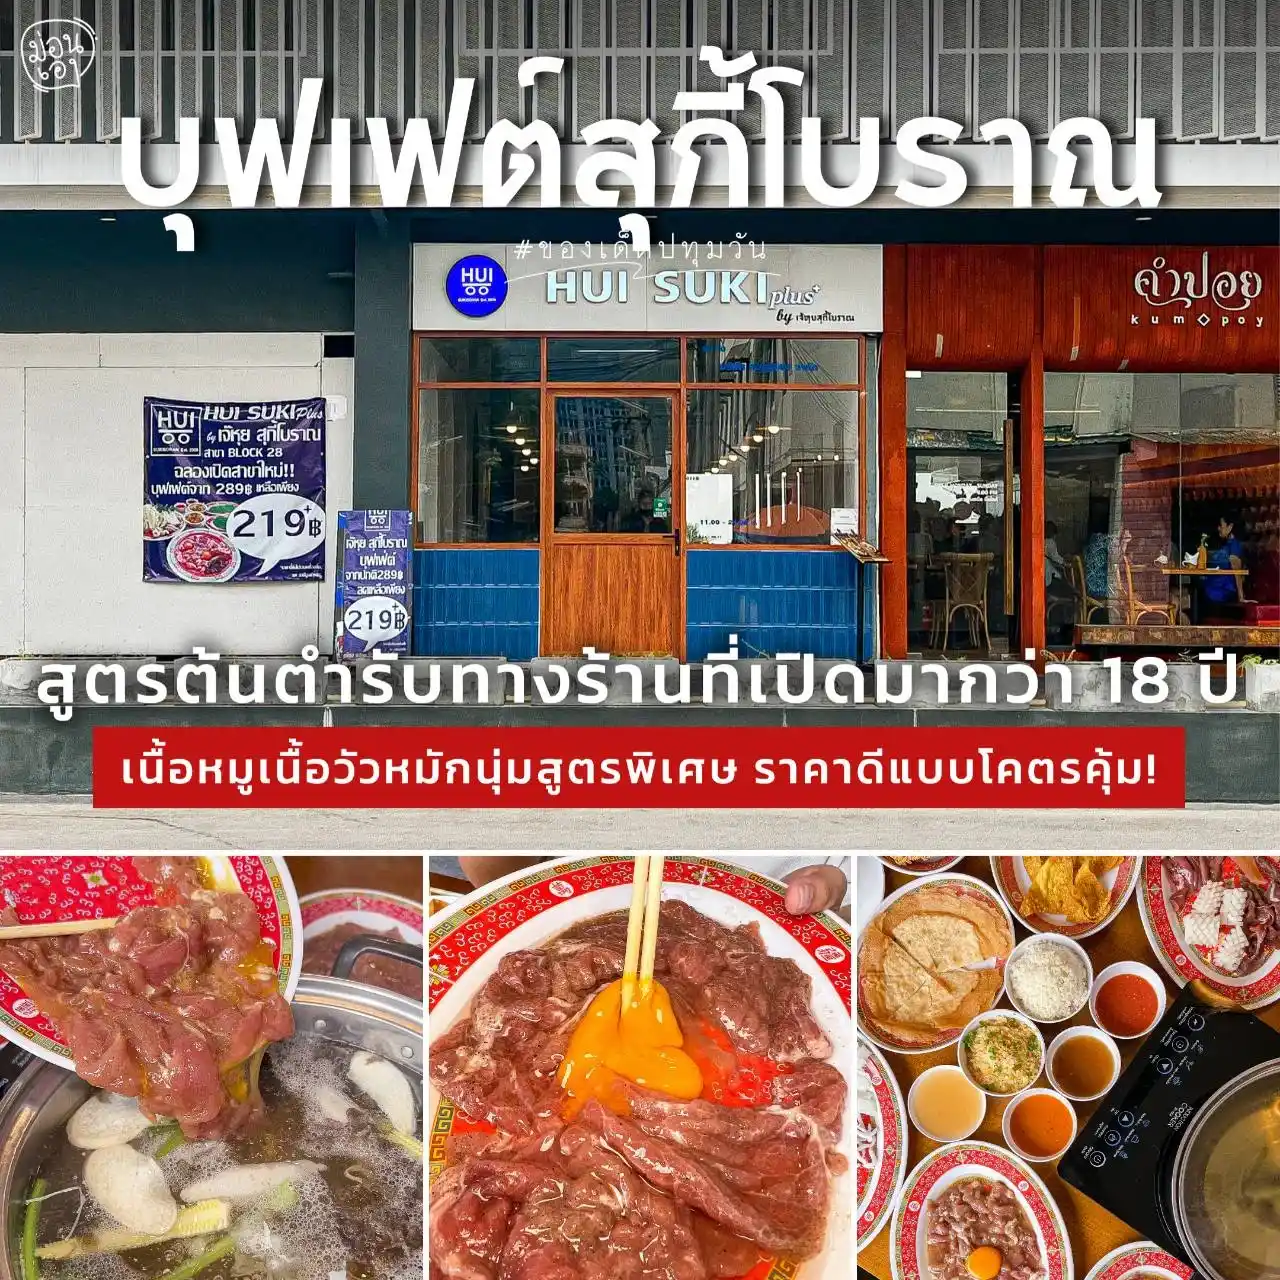 ม่อน
เอง
บุฟเฟต์สุกี้โบราณ
#ของเด็ดปทุมวัน
HUI
HUI SUKI plus+
by เจ๊หุยสุกี้โบราณ
คำปอย
kum poy
HUI
HUI SUKI Plus
by เจ๊หุย สุกี้โบราณ
สาขา BLOCK 28
ฉลองเปิดสาขาใหม่!!
บุฟเฟ่ต์จาก 289฿ เหลือเพียง
219+฿
HUI
เจ๊หุย สุกี้โบราณ
บุฟเฟ่ต์
จากปกติ289฿
ลดเหลือเพียง
219+฿
11.00 - 2
สูตรต้นตำรับทางร้านที่เปิดมากว่า 18 ปี
เนื้อหมูเนื้อวัวหมักนุ่มสูตรพิเศษ ราคาดีแบบโคตรคุ้ม!